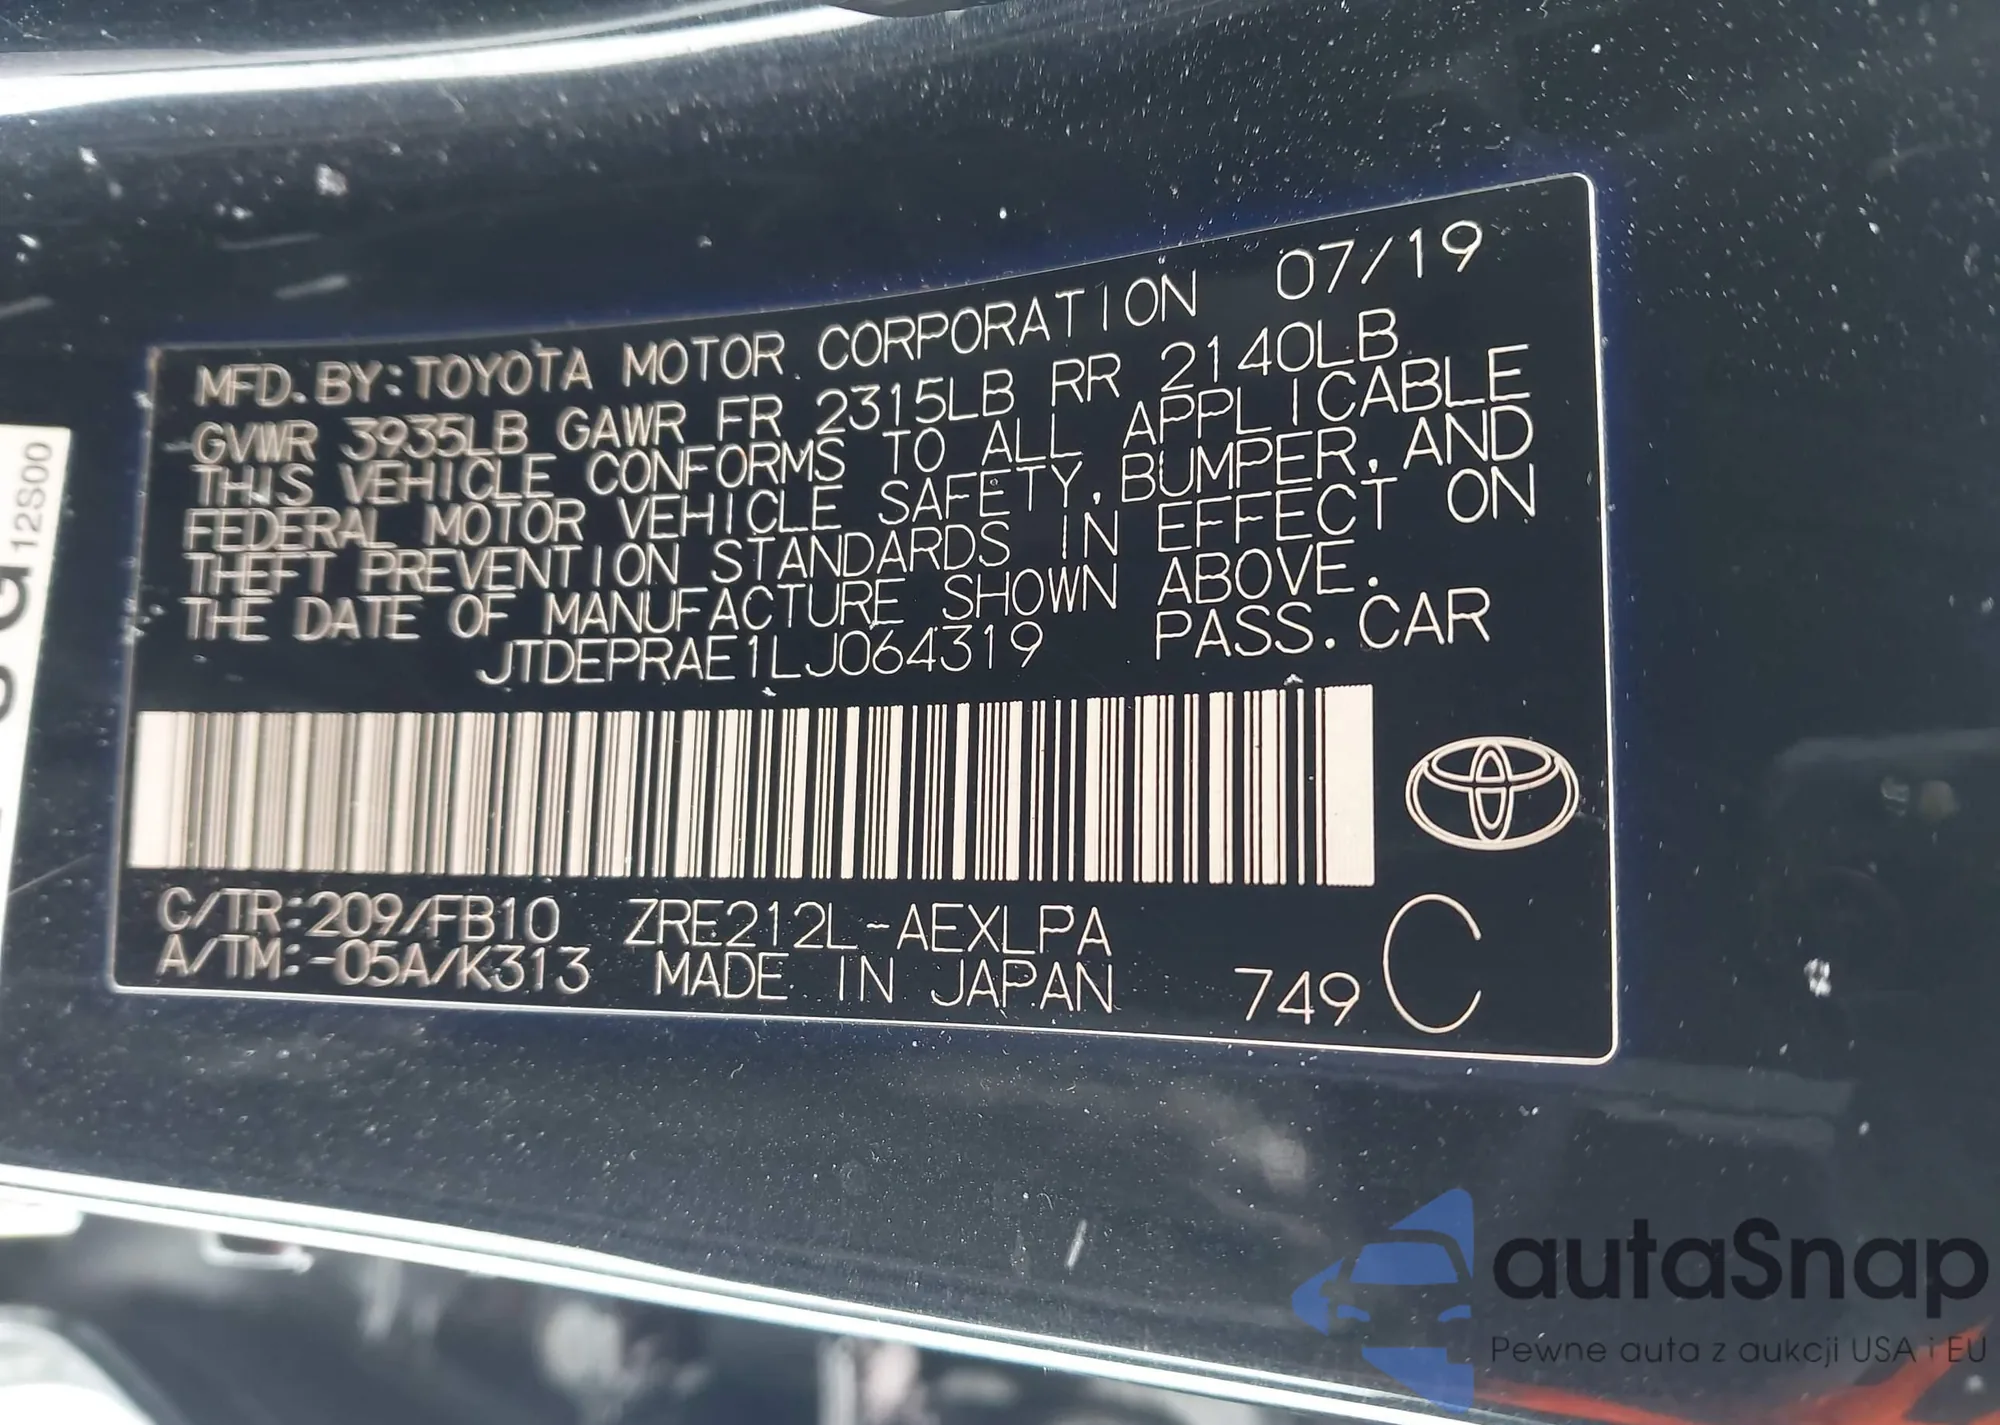 MFD. BY: TOYOTA MOTOR CORPORATION 07/19
GVWR 3935LB GAWR FR 2315LB RR 2140LB
THIS VEHICLE CONFORMS TO ALL APPLICABLE
FEDERAL MOTOR VEHICLE SAFETY, BUMPER, AND
THEFT PREVENTION STANDARDS IN EFFECT ON
THE DATE OF MANUFACTURE SHOWN ABOVE.
JTDEPRAE1LJ064319 PASS. CAR
C/TR: 209/FB10 ZRE212L-AEXLPA
A/TM: -05A/K313 MADE IN JAPAN 749 C
12S00
autaSnap
Pewne auta z aukcji USA i EU